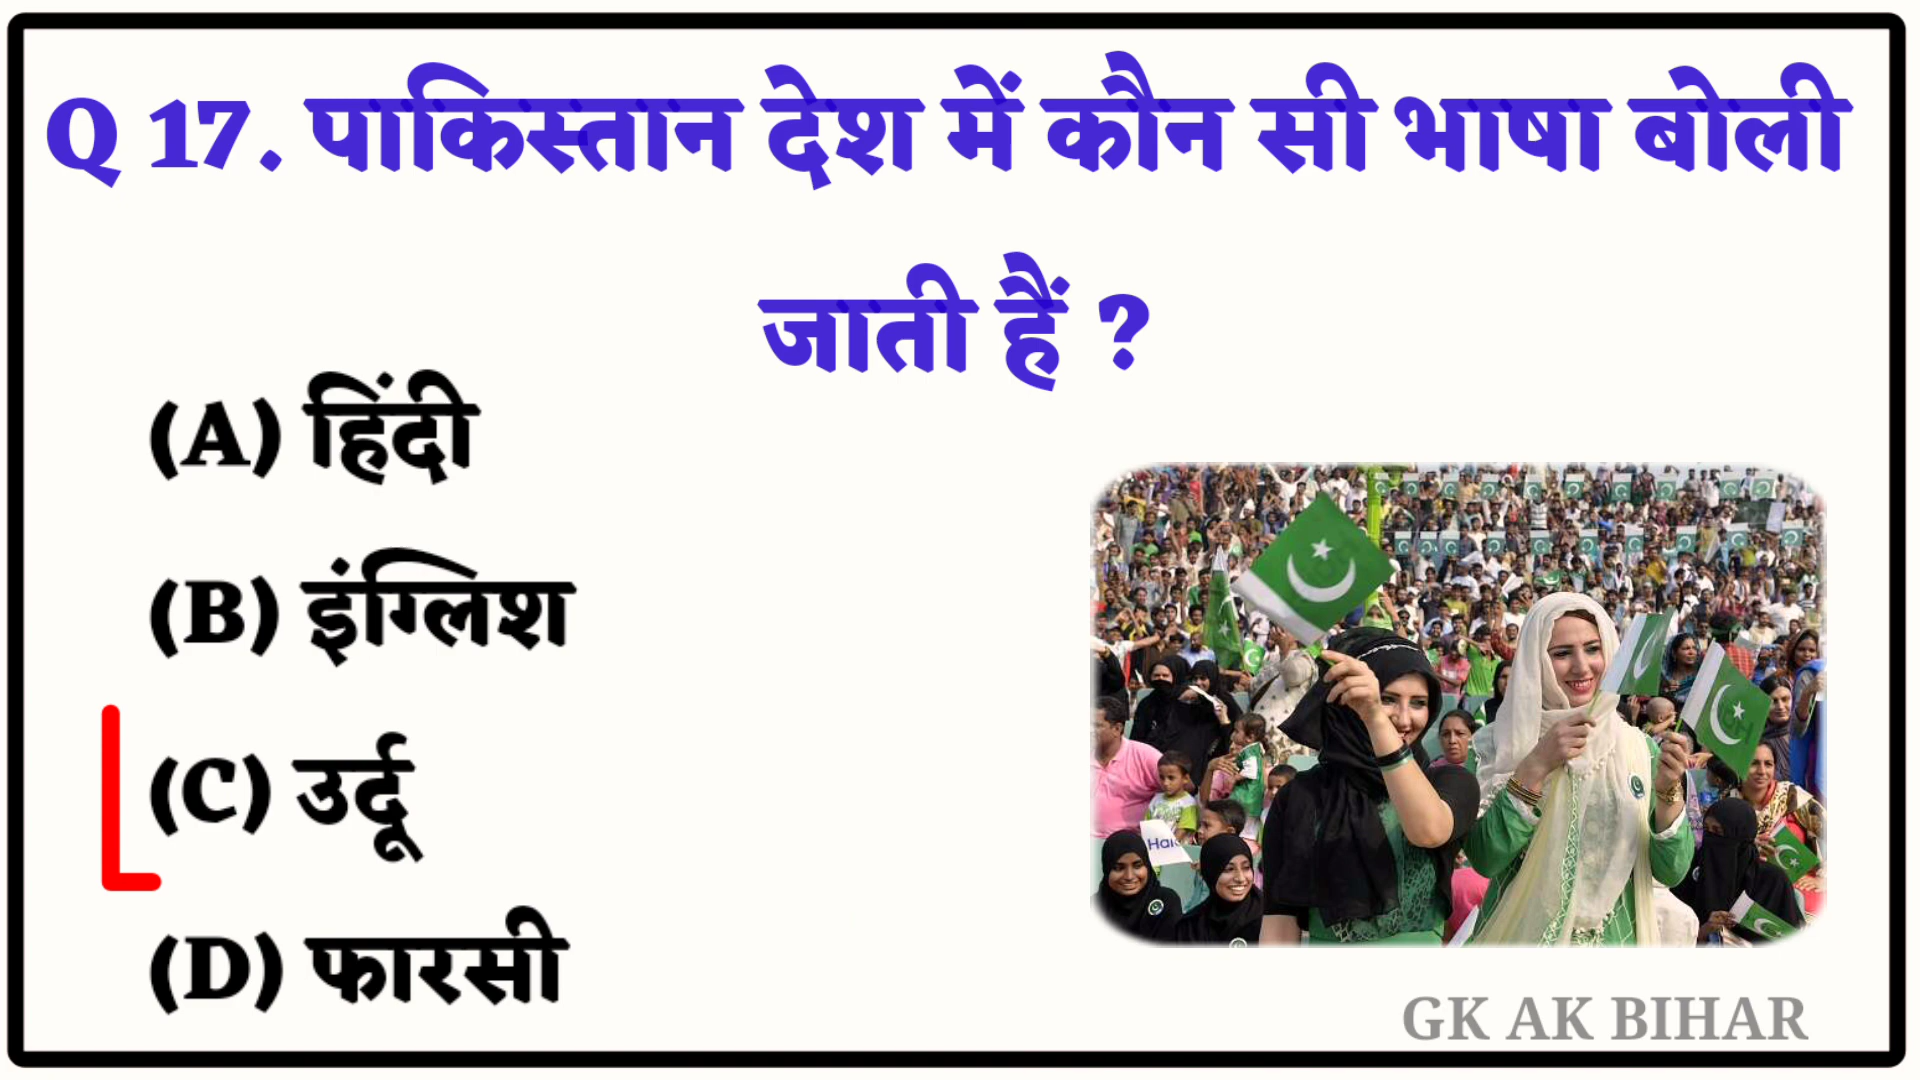 Q 17. पाकिस्तान देश में कौन सी भाषा बोली
जाती हैं ?
(A) हिंदी
(B) इंग्लिश
(C) उर्दू
(D) फारसी
GK AK BIHAR